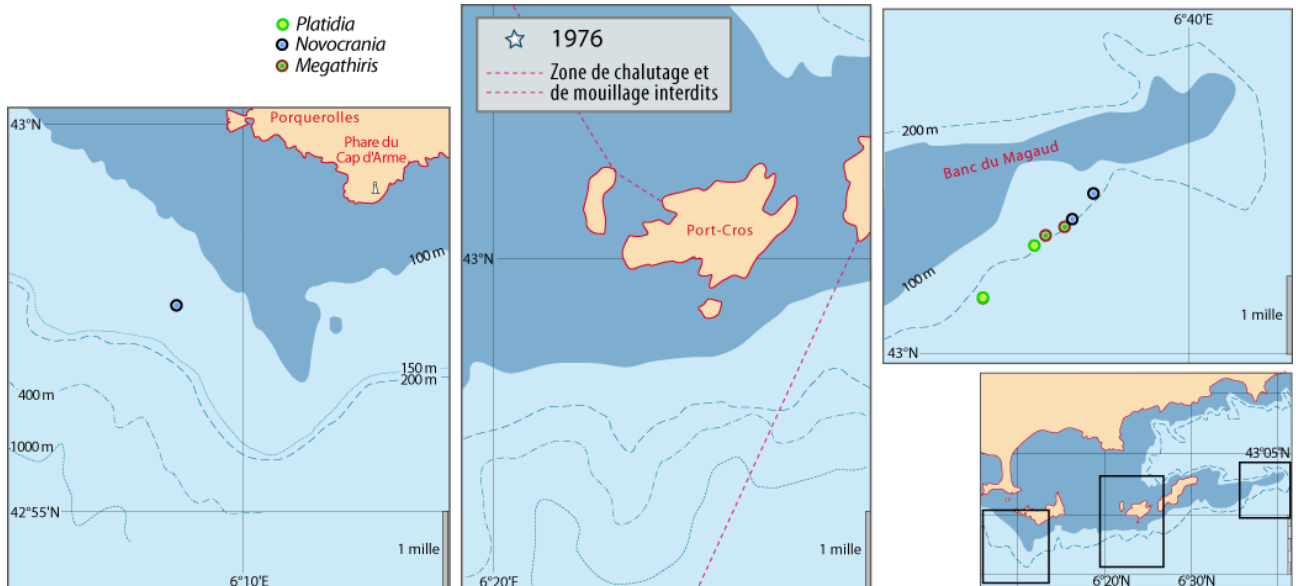 Platidia
Novocrania
Megathiris
43°N
Porquerolles
Phare du
Cap d'Arme
100 m
150 m
200 m
400 m
1000 m
42°55'N
1 mille
6°10'E
1976
Zone de chalutage et
de mouillage interdits
Port-Cros
43°N
6°20'E
6°40'E
200 m
Banc du Magaud
100 m
1 mille
43°N
43°05'N
6°20'E
6°30'E